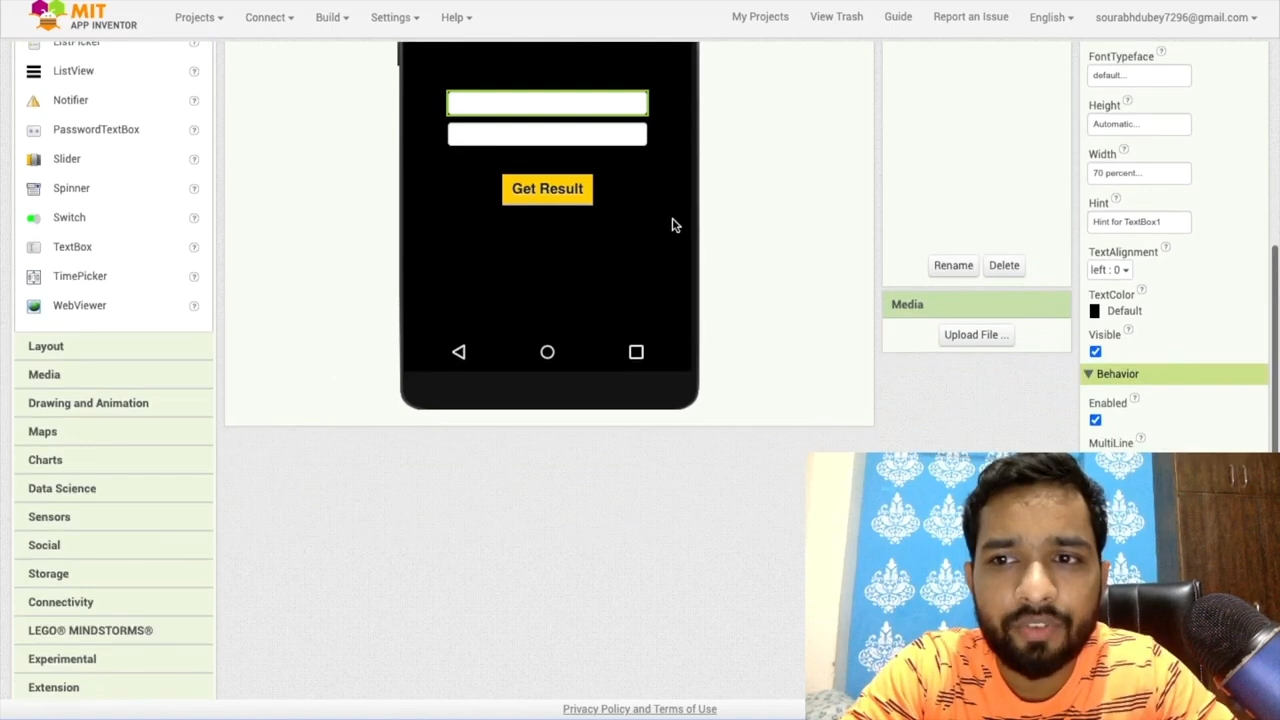 MIT
APP INVENTOR
Projects
Connect
Build
Settings
Help
My Projects
View Trash
Guide
Report an Issue
English
sourabhdubey7296@gmail.com
ListPicker
ListView
Notifier
PasswordTextBox
Slider
Spinner
Switch
TextBox
TimePicker
WebViewer
Layout
Media
Drawing and Animation
Maps
Charts
Data Science
Sensors
Social
Storage
Connectivity
LEGO® MINDSTORMS®
Experimental
Extension
Get Result
Rename
Delete
Media
Upload File ...
FontTypeface
default...
Height
Automatic...
Width
70 percent...
Hint
Hint for TextBox1
TextAlignment
left : 0
TextColor
Default
Visible
Behavior
Enabled
MultiLine
Privacy Policy and Terms of Use